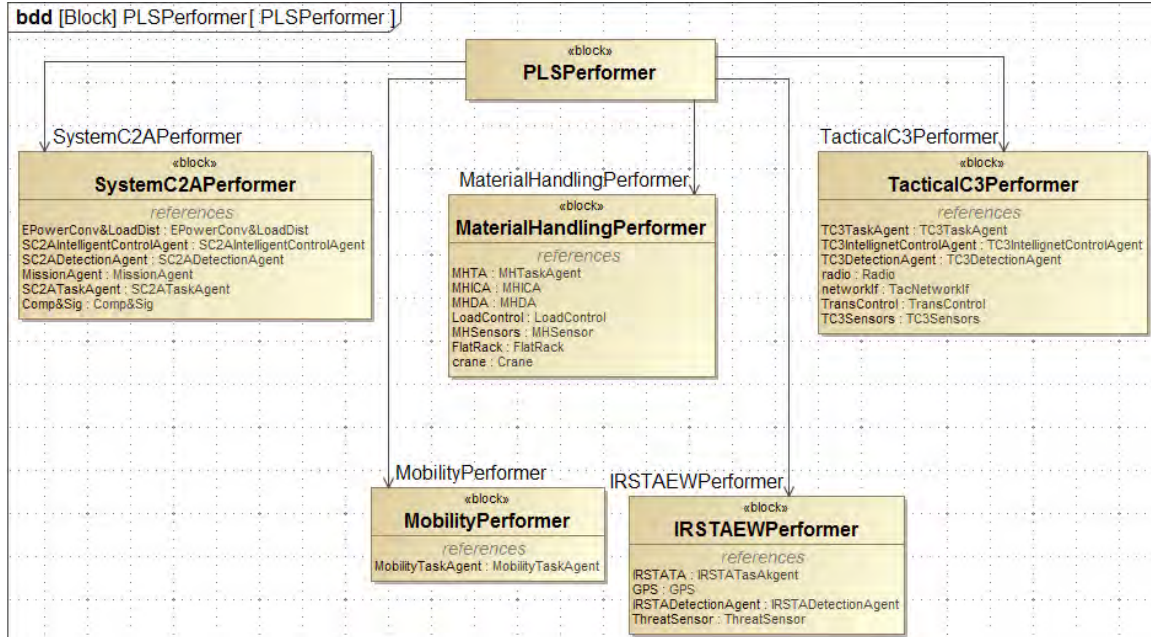 bdd [Block] PLSPerformer[ PLSPerformer ]
«block»
PLSPerformer
SystemC2APerformer
«block»
SystemC2APerformer
references
EPowerConv&LoadDist : EPowerConv&LoadDist
SC2AIntelligentControlAgent : SC2AIntelligentControlAgent
SC2ADetectionAgent : SC2ADetectionAgent
MissionAgent : MissionAgent
SC2ATaskAgent : SC2ATaskAgent
Comp&Sig : Comp&Sig
MaterialHandlingPerformer
«block»
MaterialHandlingPerformer
references
MHTA : MHTaskAgent
MHICA : MHICA
MHDA : MHDA
LoadControl : LoadControl
MHSensors : MHSensor
FlatRack : FlatRack
crane : Crane
TacticalC3Performer
«block»
TacticalC3Performer
references
TC3TaskAgent : TC3TaskAgent
TC3IntellignetControlAgent : TC3IntellignetControlAgent
TC3DetectionAgent : TC3DetectionAgent
radio : Radio
networkIf : TacNetworkIf
TransControl : TransControl
TC3Sensors : TC3Sensors
MobilityPerformer
«block»
MobilityPerformer
references
MobilityTaskAgent : MobilityTaskAgent
IRSTAEWPerformer
«block»
IRSTAEWPerformer
references
IRSTATA : IRSTATasAkgent
GPS : GPS
IRSTADetectionAgent : IRSTADetectionAgent
ThreatSensor : ThreatSensor